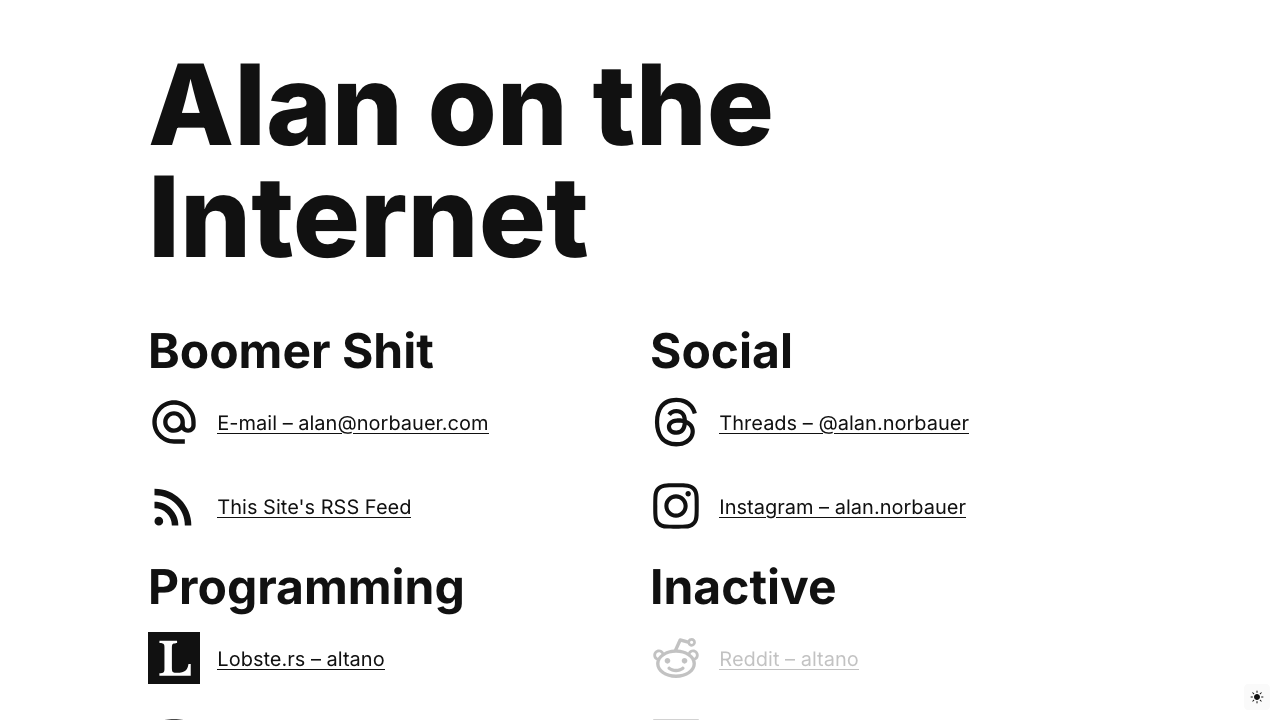 Alan on the
Internet
Boomer Shit
E-mail – alan@norbauer.com
This Site's RSS Feed
Social
Threads – @alan.norbauer
Instagram – alan.norbauer
Programming
L
Lobste.rs – altano
Inactive
Reddit – altano